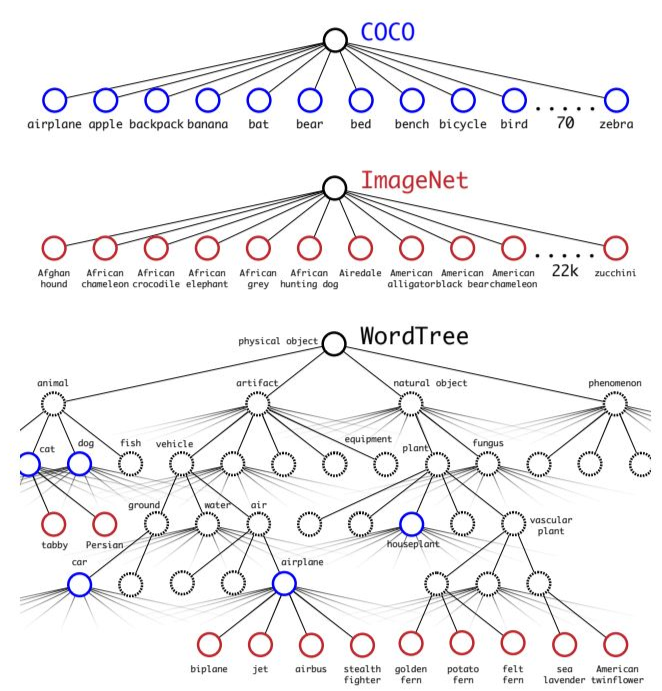 COCO
airplane apple backpack banana bat bear bed bench bicycle bird ..... 70 zebra
ImageNet
Afghan hound
African chameleon
African crocodile
African elephant
African grey
African hunting dog
Airedale
American alligator
American black bear
American chameleon
..... 22k
zucchini
WordTree
physical object
animal artifact natural object phenomenon
cat dog fish vehicle equipment plant fungus
ground water air vascular plant
tabby Persian houseplant
car airplane
biplane jet airbus stealth fighter golden fern potato fern felt fern sea lavender American twinflower